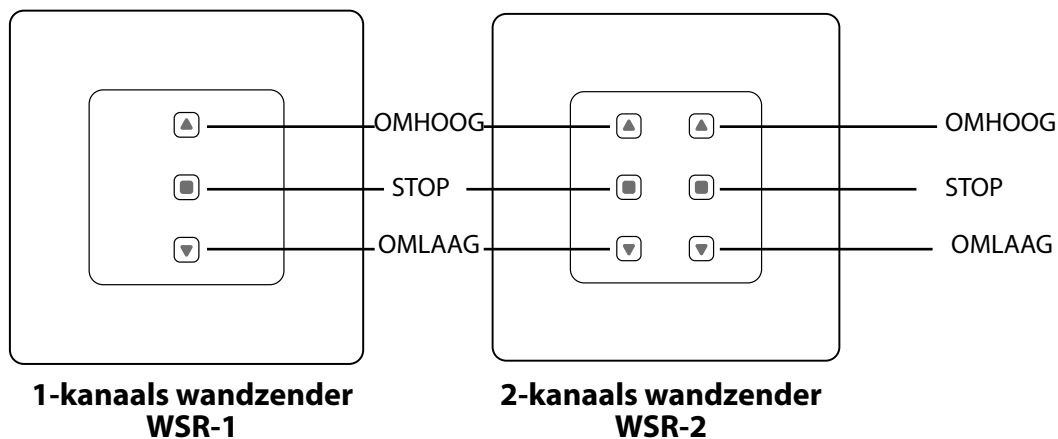 OMHOOG OMHOOG
STOP STOP
OMLAAG OMLAAG
1-kanaals wandzender
WSR-1
2-kanaals wandzender
WSR-2